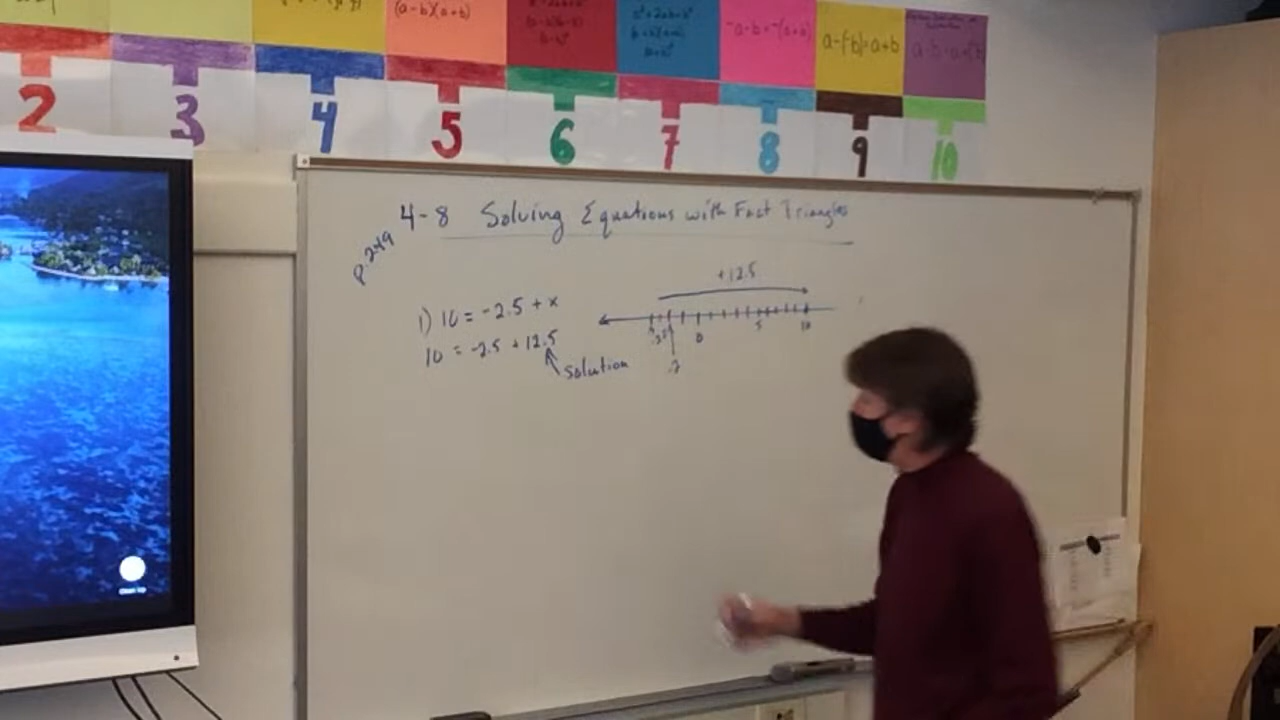 (a-b)(a+b)
-a-b=-(a+b)
a-(-b)=a+b
2
3
4
5
6
7
8
9
10
4-8 Solving Equations with Fact Triangles
p.249
+12.5
1) 10 = -2.5 + x
10 = -2.5 + 12.5
Solution
0
5
10